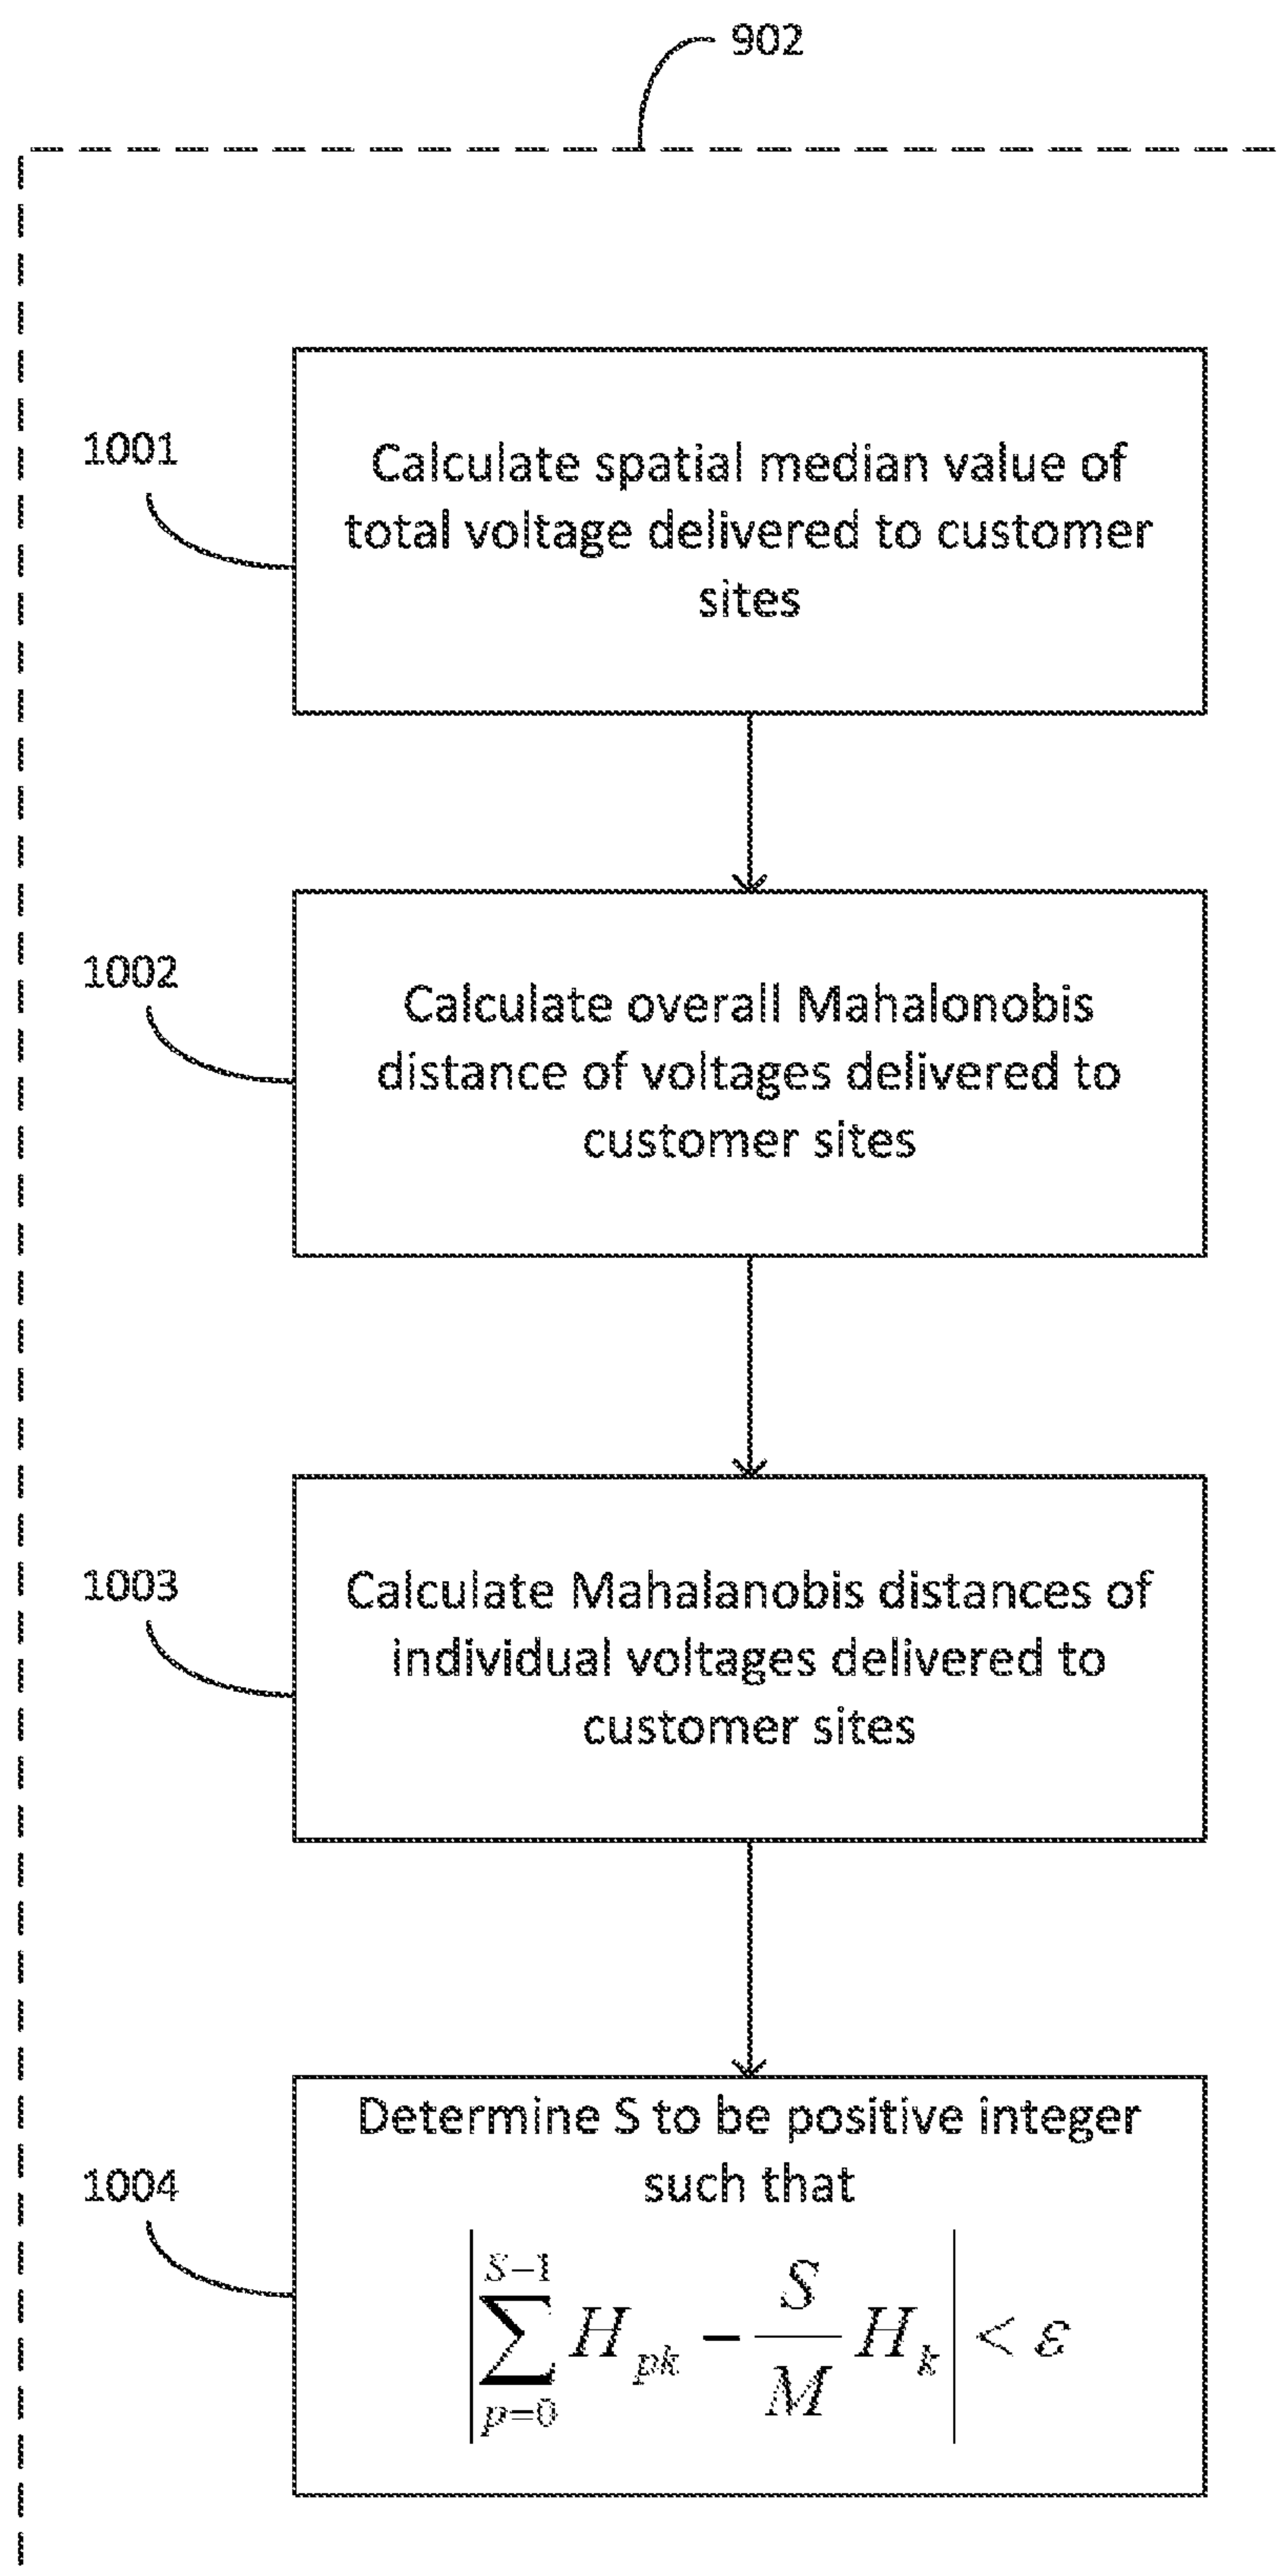 902
1001
Calculate spatial median value of
total voltage delivered to customer
sites
1002
Calculate overall Mahalonobis
distance of voltages delivered to
customer sites
1003
Calculate Mahalanobis distances of
individual voltages delivered to
customer sites
1004
Determine S to be positive integer
such that
|∑_{p=0}^{S−1} H_{pk} − \frac{S}{M} H_k| < ε